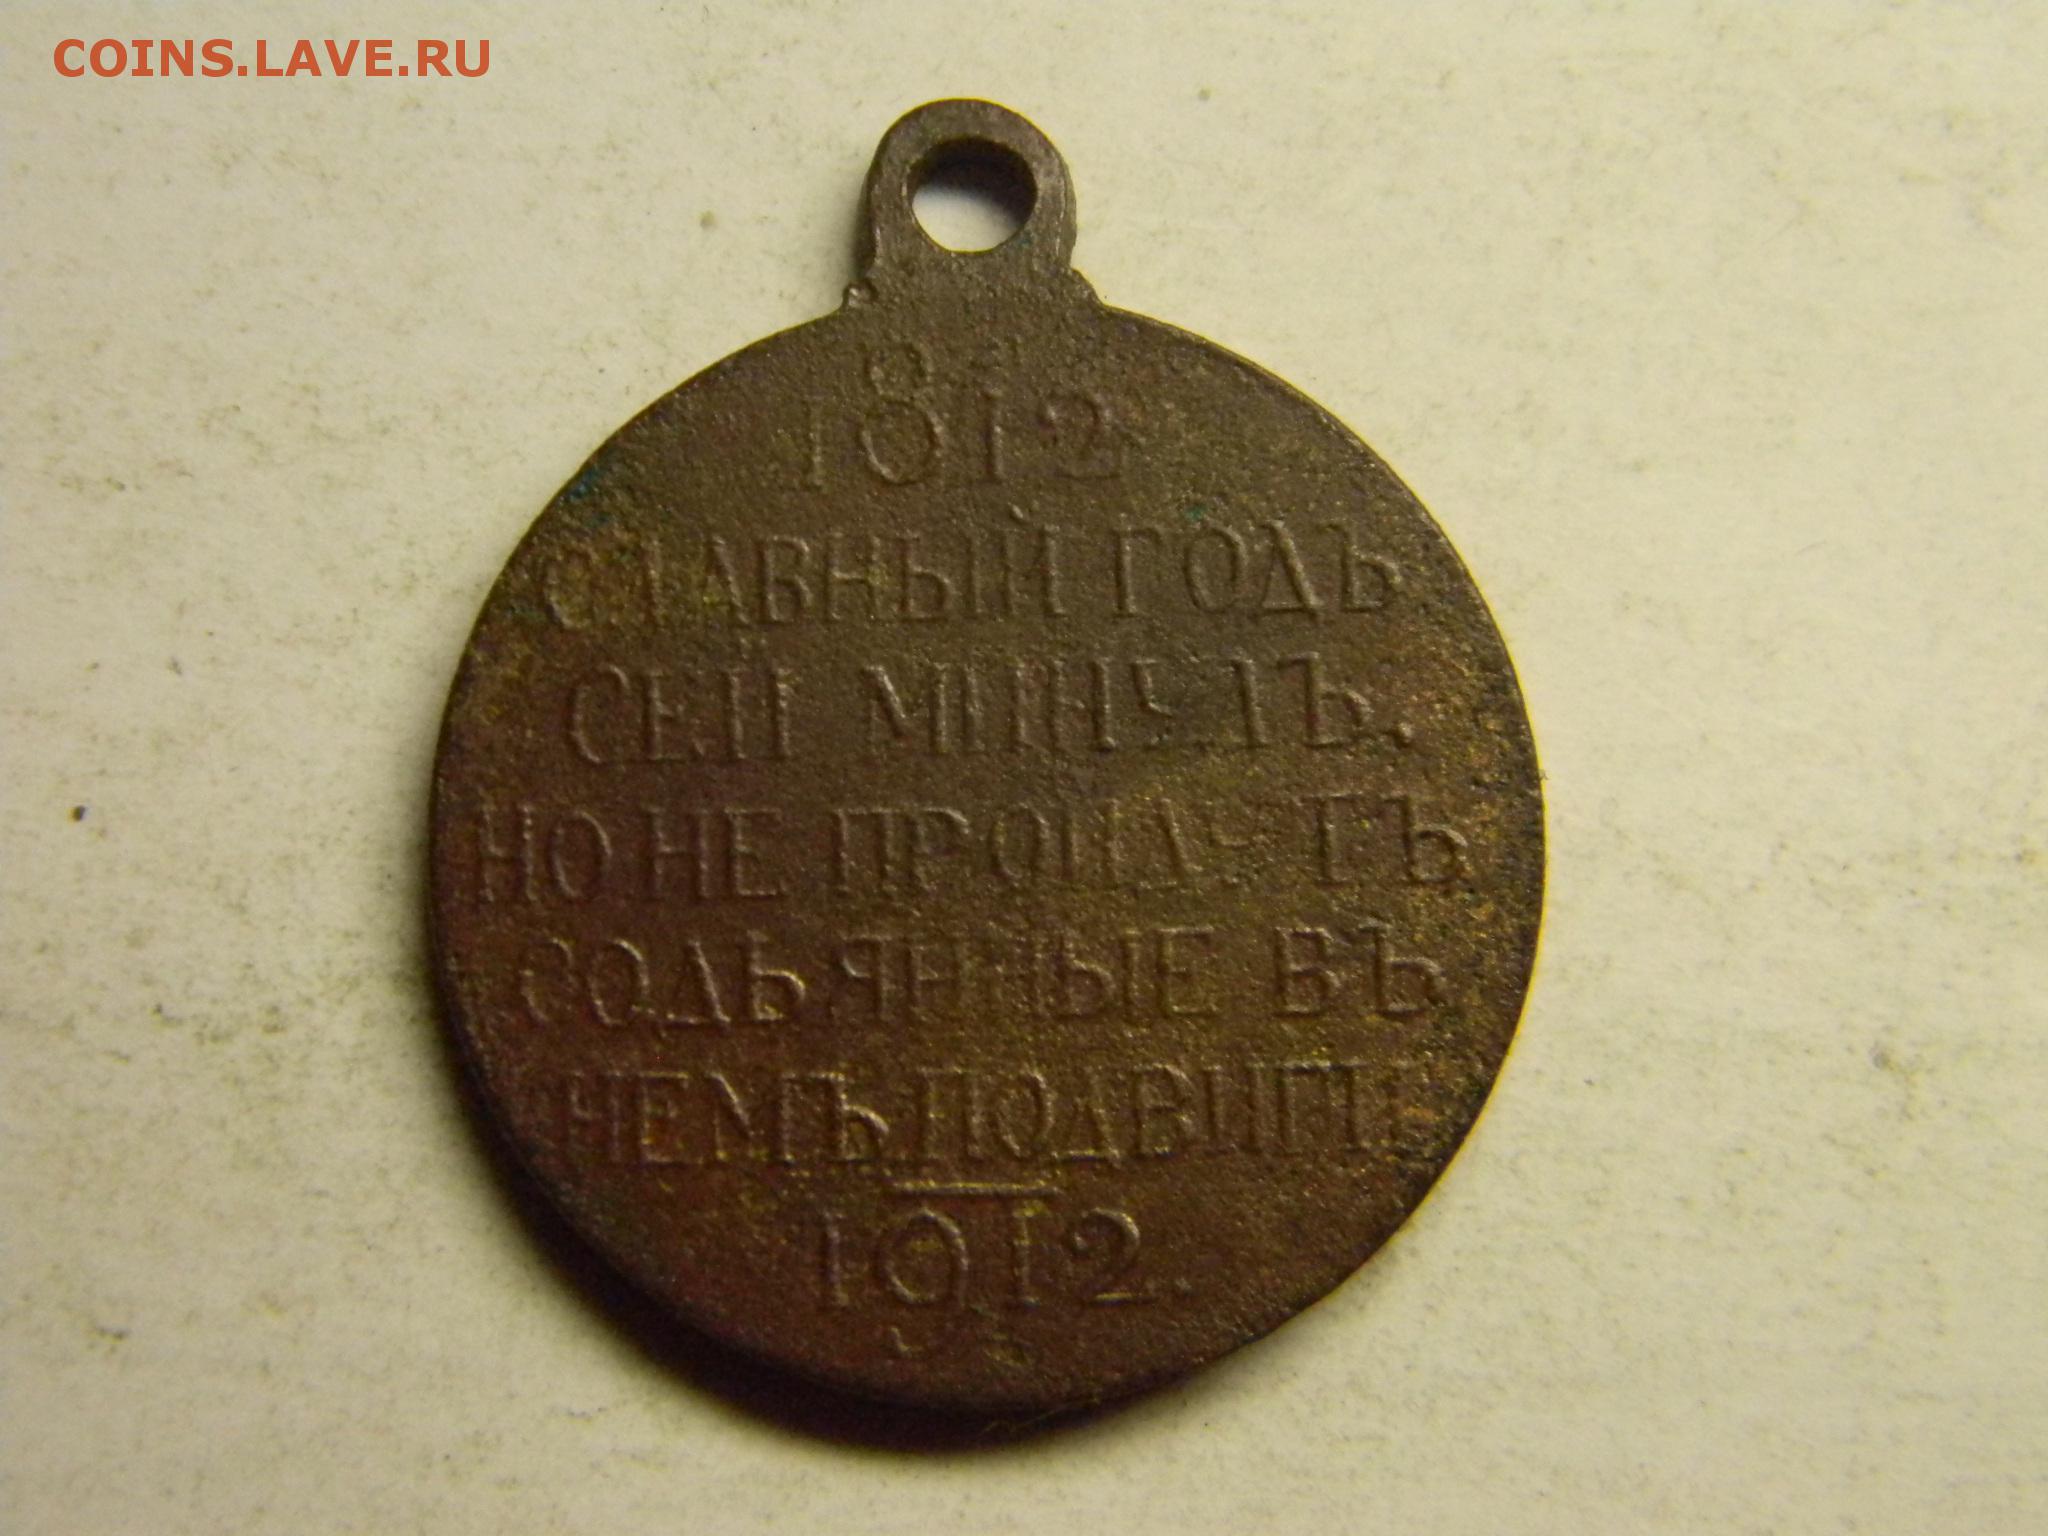 COINS.LAVE.RU
1812
СЛАВНЫЙ ГОДЪ
СЕЙ МИНУЛЪ.
НО НЕ ПРОЙДУТЪ
СОДѢЯННЫЕ ВЪ
НЕМЪ ПОДВИГИ
1912